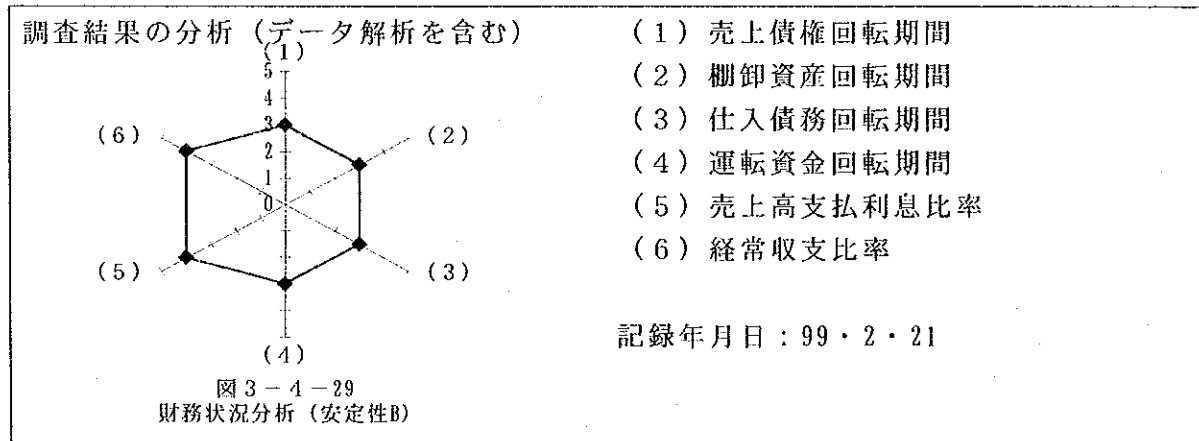 調査結果の分析（データ解析を含む）
(1)
5
4
3
2
1
0
(2)
(3)
(4)
(5)
(6)
図3－4－29
財務状況分析（安定性B）
（1）売上債権回転期間
（2）棚卸資産回転期間
（3）仕入債務回転期間
（4）運転資金回転期間
（5）売上高支払利息比率
（6）経常収支比率
記録年月日：99・2・21